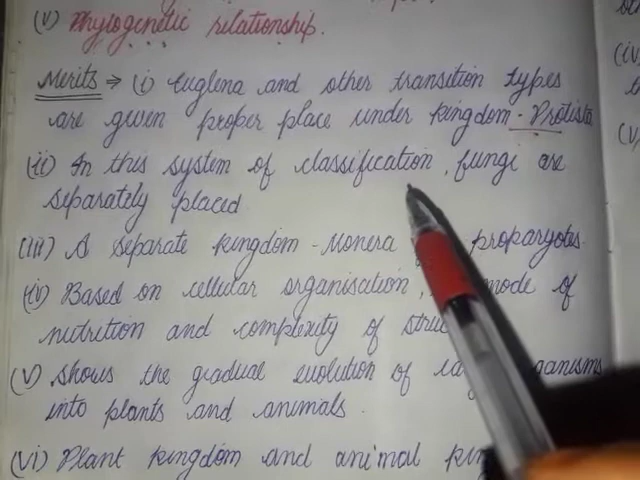 (v) Phylogenetic relationship.
Merits → (i) Euglena and other transition types
are given proper place under kingdom - Protista
(ii) In this system of classification, fungi are
separately placed
(iii) A separate kingdom - Monera proparyotes.
(iv) Based on cellular organisation, mode of
nutrition and complexity of
(v) Shows the gradual evolution of
into plants and animals.
(vi) Plant kingdom and animal
(iv)
(v)